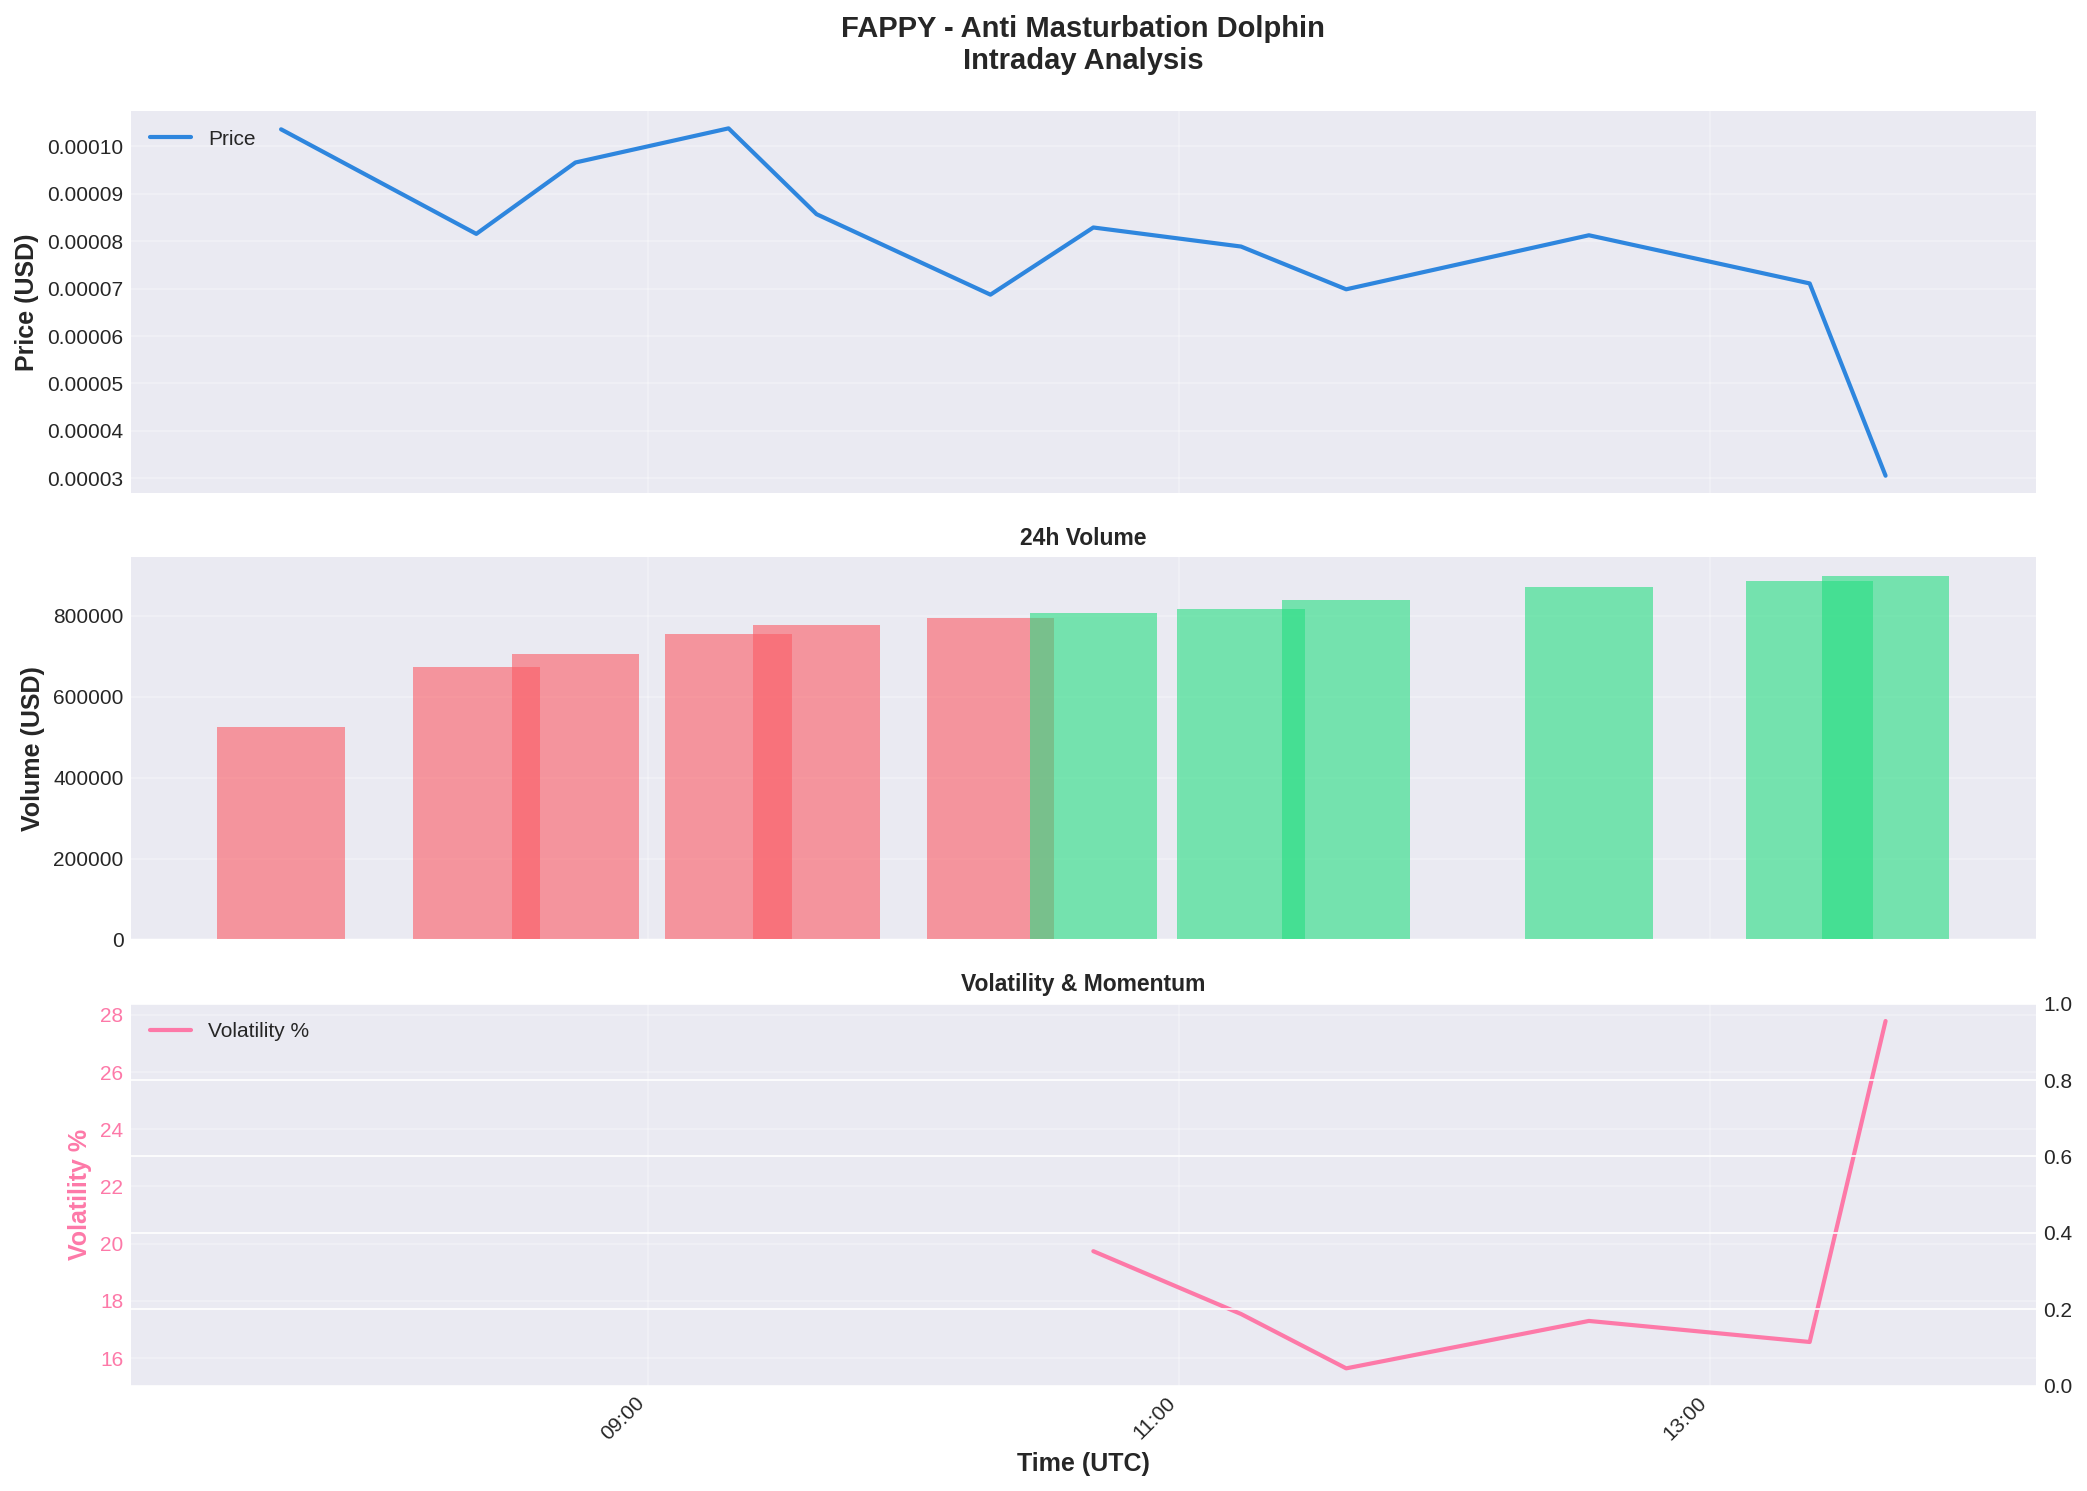 FAPPY - Anti Masturbation Dolphin
Intraday Analysis
Price
0.00010
0.00009
0.00008
0.00007
0.00006
0.00005
0.00004
0.00003
Price (USD)
24h Volume
800000
600000
400000
200000
0
Volume (USD)
Volatility & Momentum
Volatility %
28
26
24
22
20
18
16
Volatility %
1.0
0.8
0.6
0.4
0.2
0.0
09:00
11:00
13:00
Time (UTC)